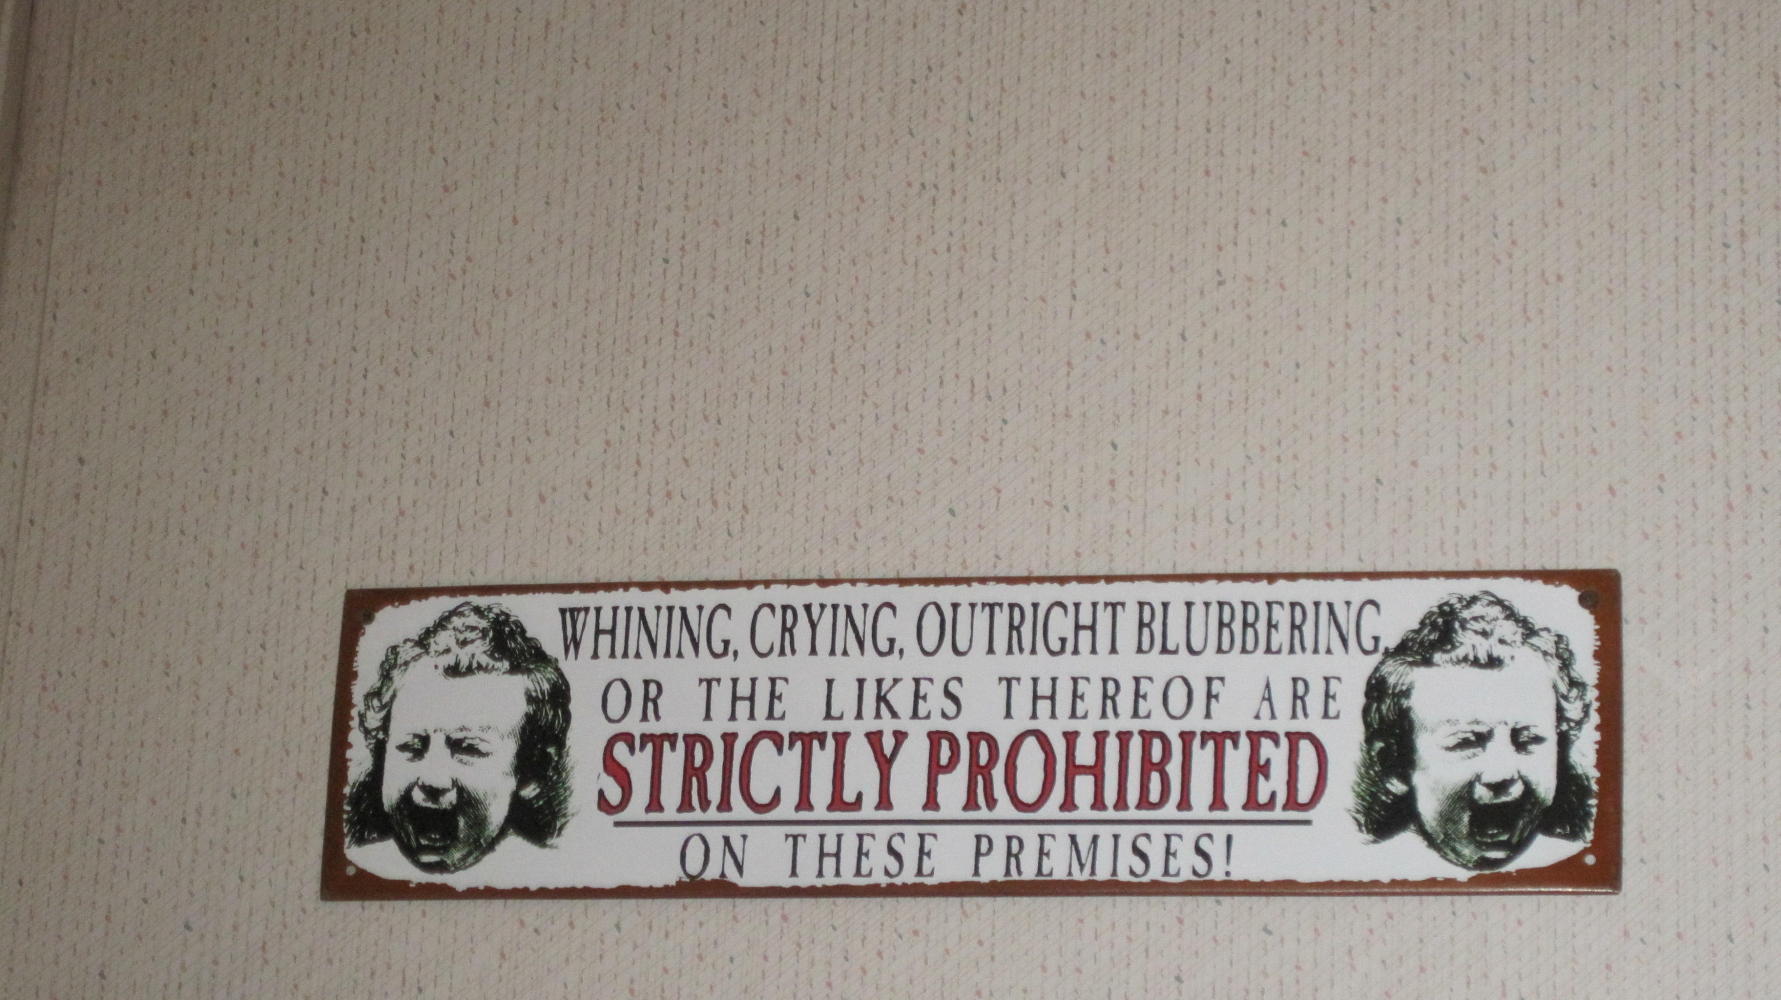 WHINING, CRYING, OUTRIGHT BLUBBERING,
OR THE LIKES THEREOF ARE
STRICTLY PROHIBITED
ON THESE PREMISES!